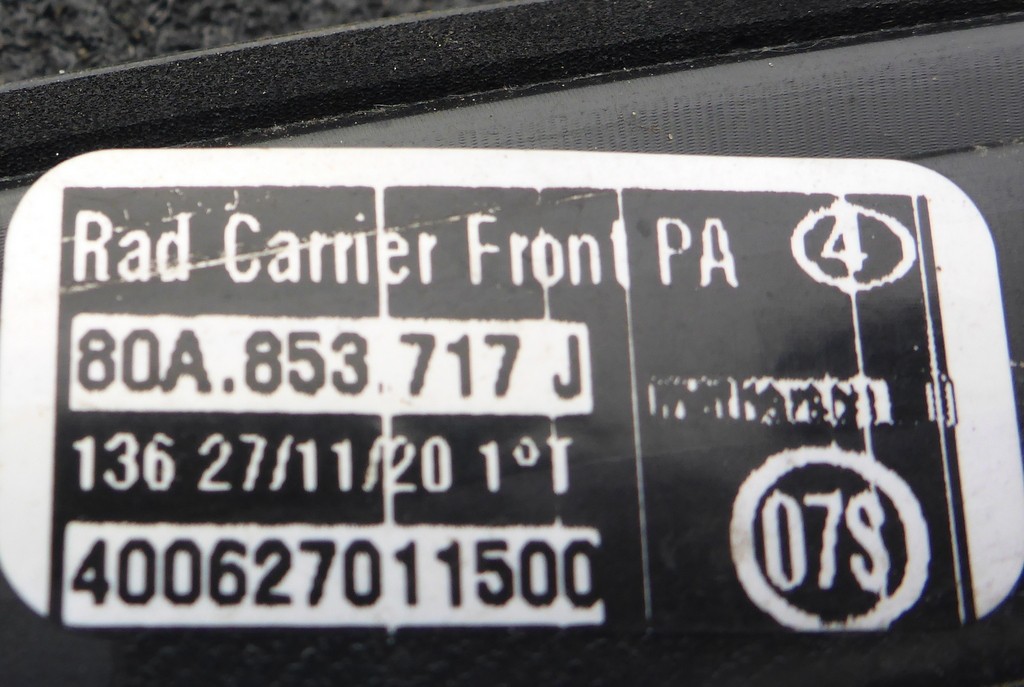 Rad Carrier Front PA 4
80A.853.717 J
136 27/11/20 1°T
07S
400627011500